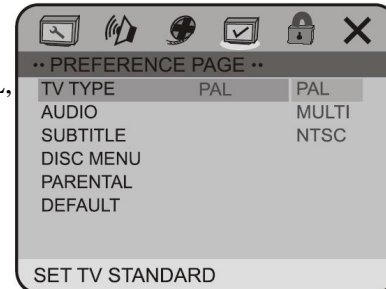 L,
•• PREFERENCE PAGE ••
TV TYPE PAL PAL
AUDIO MULTI
SUBTITLE NTSC
DISC MENU
PARENTAL
DEFAULT
SET TV STANDARD